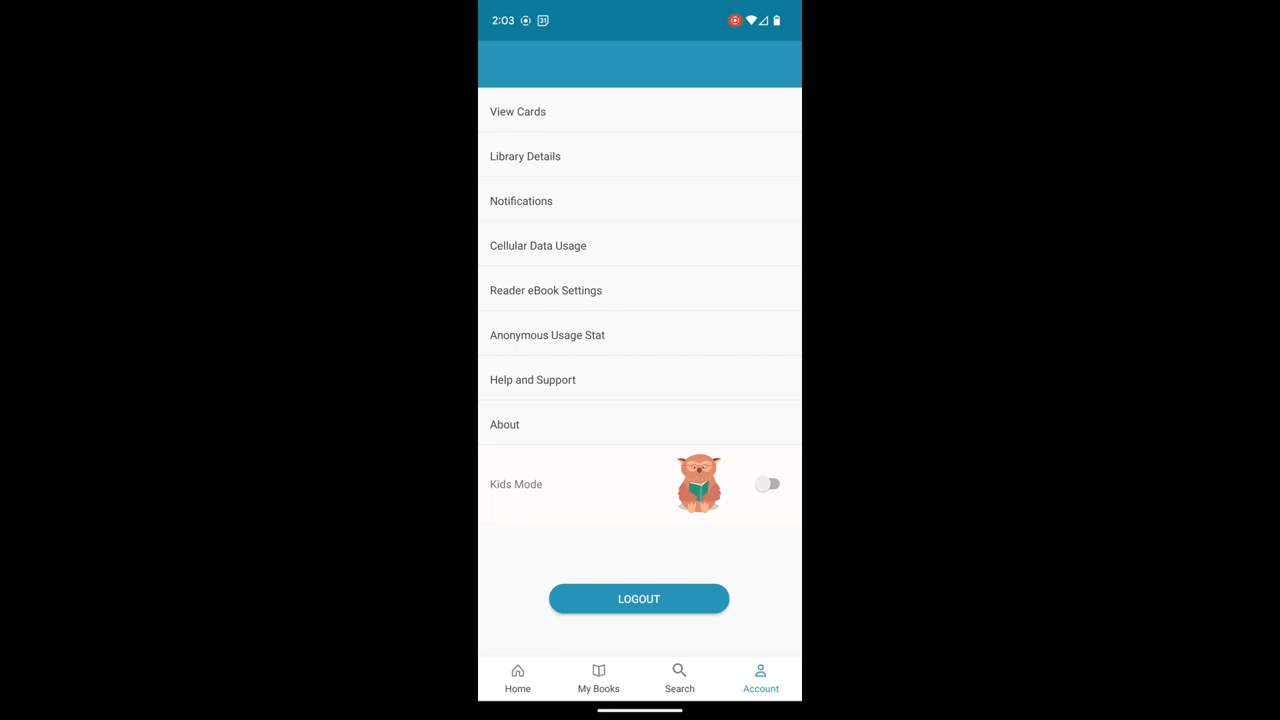 2:03 31
View Cards
Library Details
Notifications
Cellular Data Usage
Reader eBook Settings
Anonymous Usage Stat
Help and Support
About
Kids Mode
LOGOUT
Home My Books Search Account